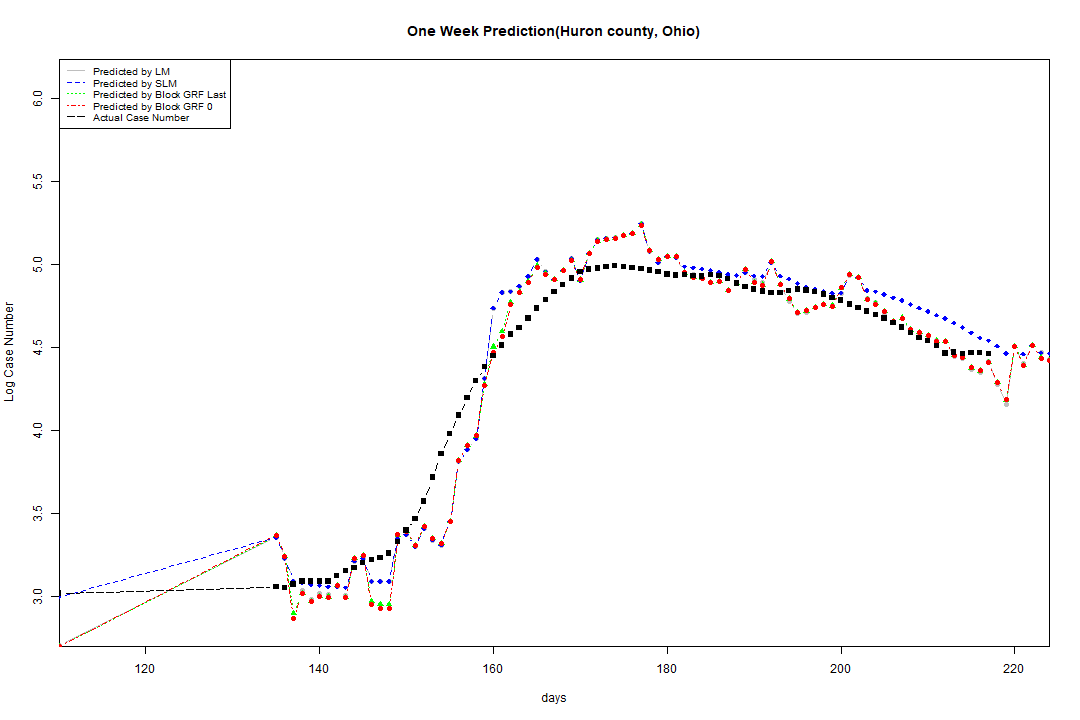 One Week Prediction(Huron county, Ohio)
Predicted by LM
Predicted by SLM
Predicted by Block GRF Last
Predicted by Block GRF 0
Actual Case Number
6.0
5.5
5.0
4.5
4.0
3.5
3.0
Log Case Number
120 140 160 180 200 220
days